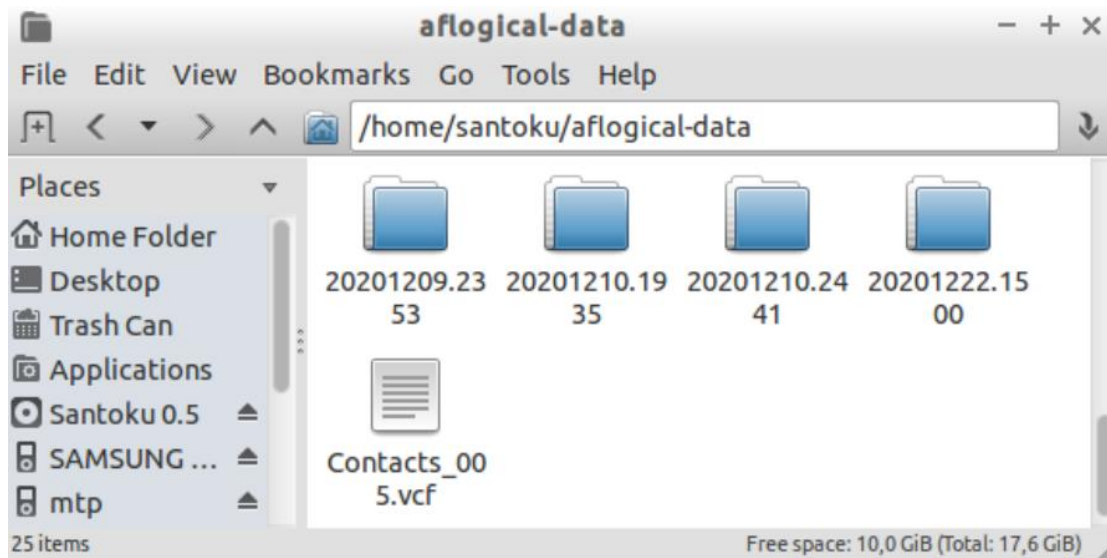 aflogical-data
File Edit View Bookmarks Go Tools Help
/home/santoku/aflogical-data
Places
Home Folder
Desktop
Trash Can
Applications
Santoku 0.5
SAMSUNG ...
mtp
20201209.23
53
20201210.19
35
20201210.24
41
20201222.15
00
Contacts_00
5.vcf
25 items
Free space: 10,0 GiB (Total: 17,6 GiB)